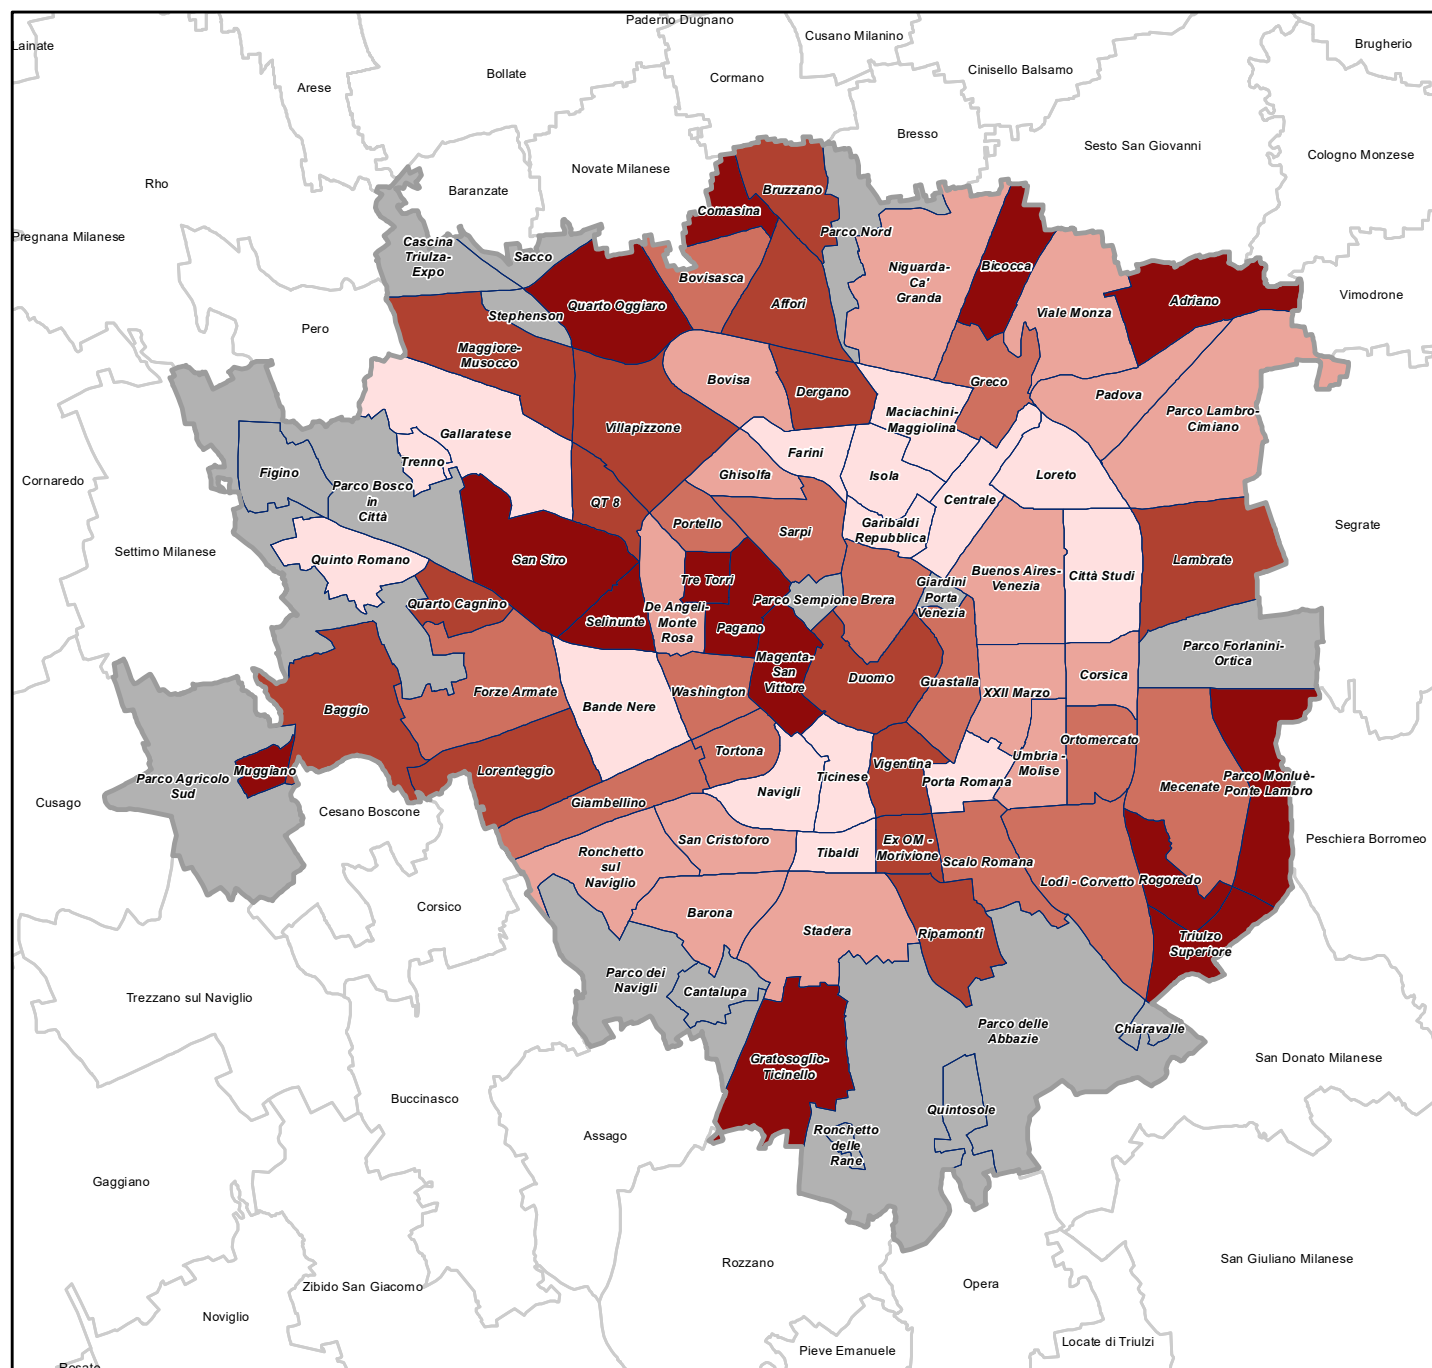 Paderno Dugnano
Lainate
Cusano Milanino
Brugherio
Bollate
Cormano
Cinisello Balsamo
Arese
Bresso
Sesto San Giovanni
Cologno Monzese
Novate Milanese
Rho
Baranzate
Bruzzano
Comasina
Parco Nord
Pregnana Milanese
Cascina
Triulza-
Expo
Sacco
Niguarda-
Ca'
Granda
Bicocca
Bovisasca
Vimodrone
Quarto Oggiaro
Affori
Adriano
Stephenson
Viale Monza
Pero
Maggiore-
Musocco
Bovisa
Dergano
Greco
Padova
Maciachini-
Maggiolina
Parco Lambro-
Cimiano
Gallaratese
Villapizzone
Farini
Trenno
Figino
Ghisolfa
Isola
Loreto
Cornaredo
Parco Bosco
in
Città
QT 8
Centrale
Portello
Sarpi
Garibaldi
Repubblica
Segrate
Settimo Milanese
Quinto Romano
San Siro
Lambrate
Tre Torri
Buenos Aires-
Venezia
Città Studi
Quarto Cagnino
De Angeli-
Monte
Rosa
Parco Sempione
Brera
Giardini
Porta
Venezia
Selinunte
Pagano
Parco Forlanini-
Ortica
Magenta-
San
Vittore
Duomo
Guastalla
Corsica
Forze Armate
Washington
XXII Marzo
Baggio
Bande Nere
Ortomercato
Tortona
Vigentina
Umbria -
Molise
Muggiano
Lorenteggio
Ticinese
Parco Agricolo
Sud
Porta Romana
Mecenate
Parco Monluè-
Ponte Lambro
Navigli
Cusago
Giambellino
Cesano Boscone
San Cristoforo
Ex OM -
Morivione
Peschiera Borromeo
Ronchetto
sul
Naviglio
Tibaldi
Scalo Romana
Lodi - Corvetto
Rogoredo
Corsico
Barona
Stadera
Ripamonti
Triulzo
Superiore
Parco dei
Navigli
Cantalupa
Trezzano sul Naviglio
Parco delle
Abbazie
Chiaravalle
Gratosoglio-
Ticinello
San Donato Milanese
Buccinasco
Quintosole
Assago
Ronchetto
delle
Rane
Gaggiano
Rozzano
San Giuliano Milanese
Zibido San Giacomo
Opera
Noviglio
Locate di Triulzi
Pieve Emanuele
Rosate